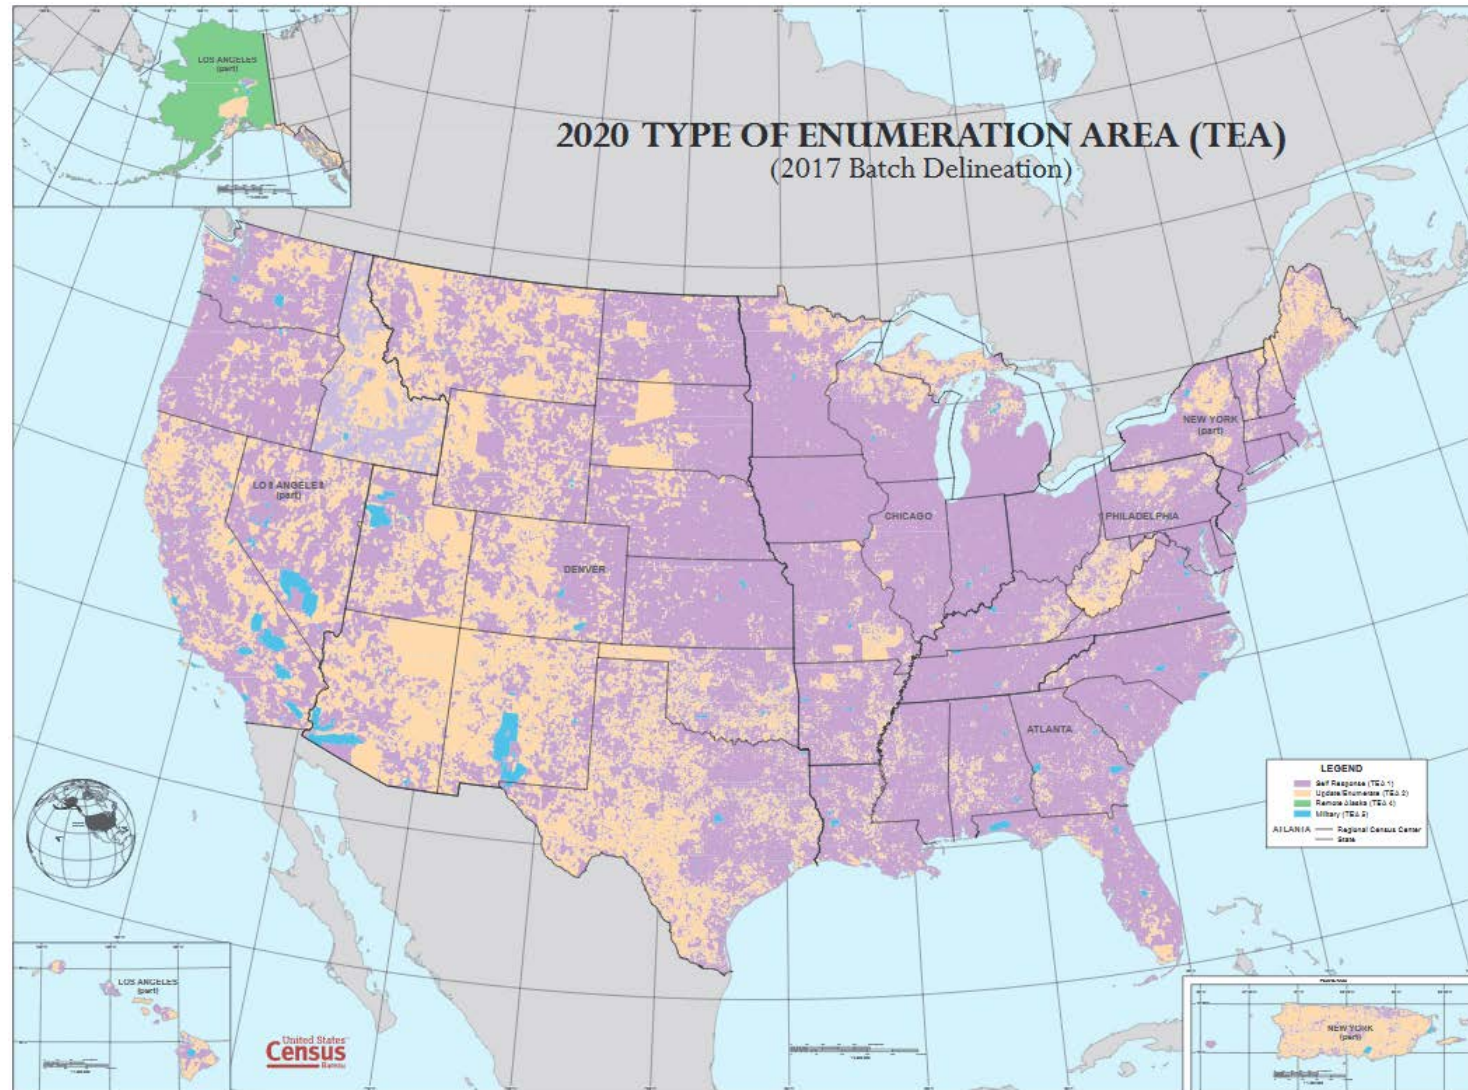 LOS ANGELES
(part)
2020 TYPE OF ENUMERATION AREA (TEA)
(2017 Batch Delineation)
NEW YORK
(part)
LOS ANGELES
(part)
CHICAGO
PHILADELPHIA
DENVER
ATLANTA
LEGEND
Self Response (TEA 1)
Update/Enumerate (TEA 2)
Remote Alaska (TEA 4)
Military (TEA 5)
ATLANTA Regional Census Center
State
LOS ANGELES
(part)
United States
Census
Bureau
NEW YORK
(part)